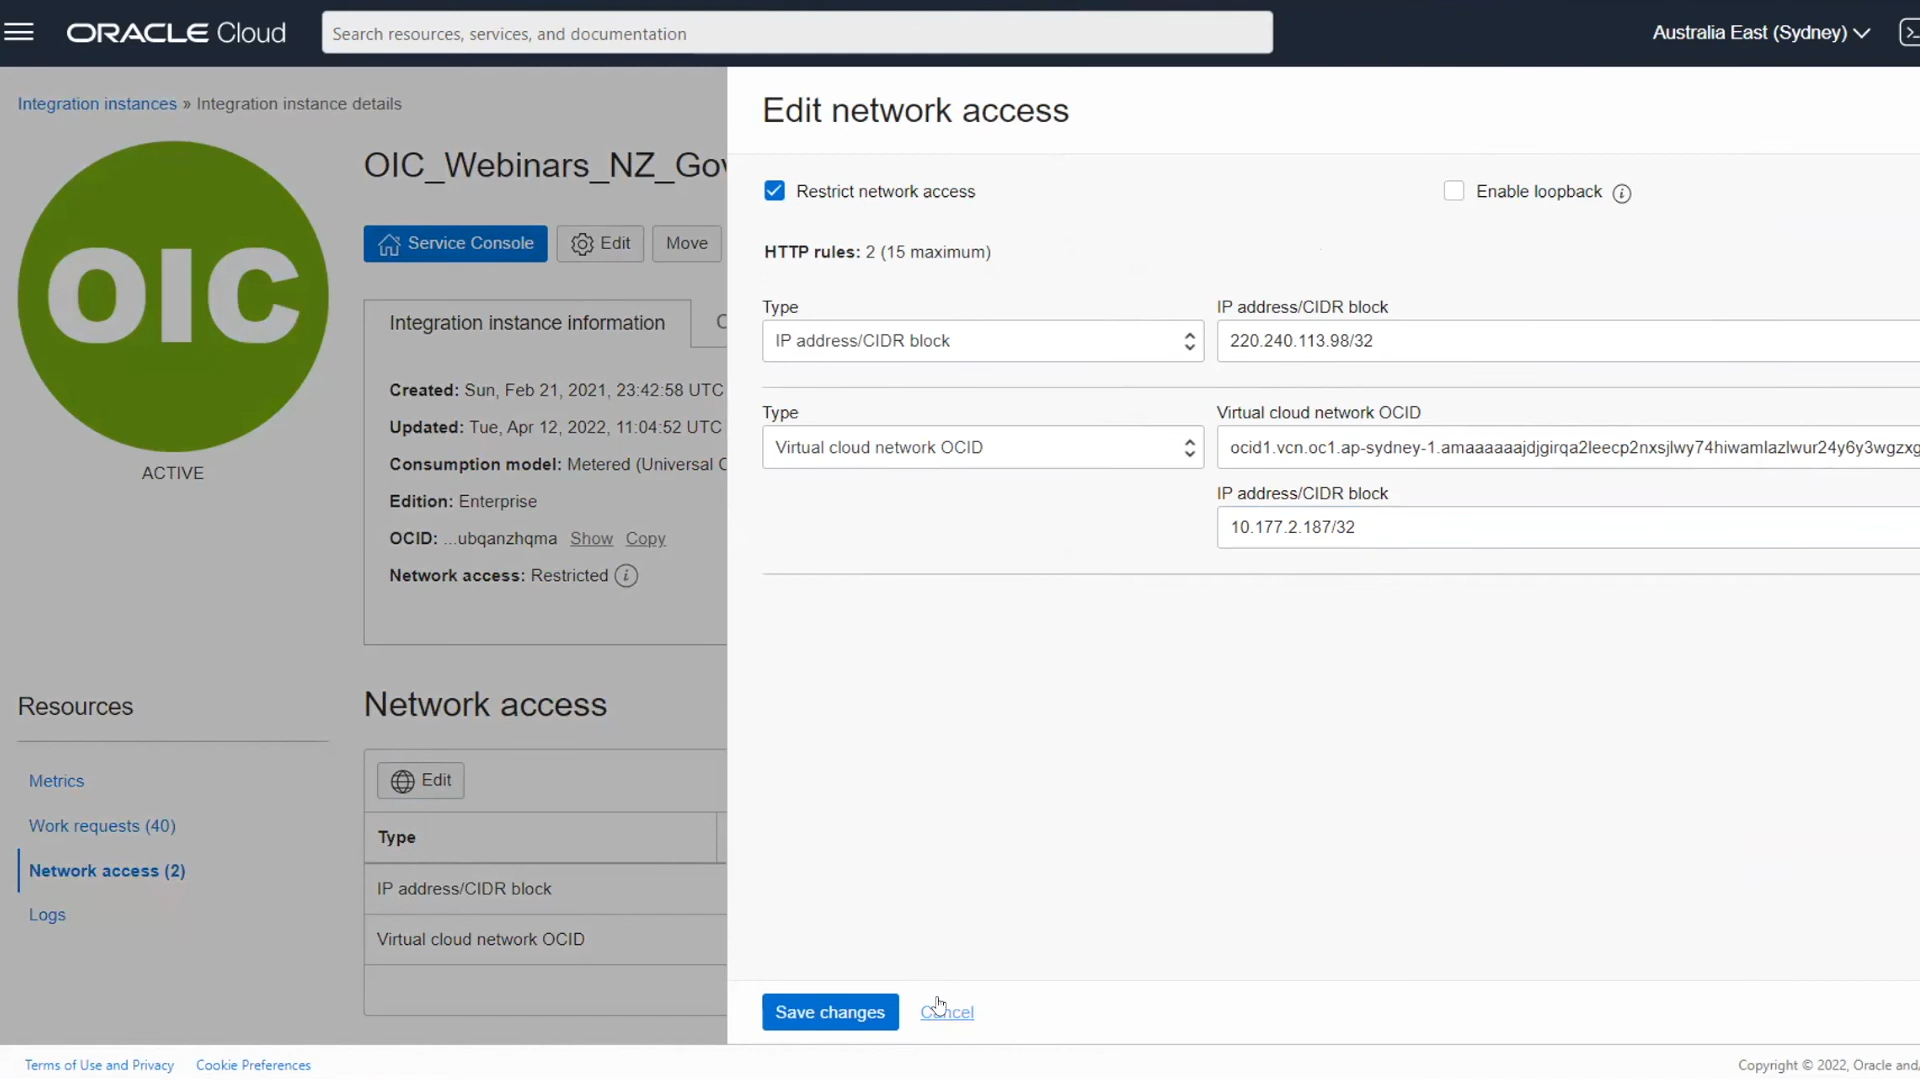 ORACLE Cloud
Search resources, services, and documentation
Australia East (Sydney)
Integration instances » Integration instance details
OIC
ACTIVE
OIC_Webinars_NZ_Gov
Service Console
Edit
Move
Integration instance information
Created: Sun, Feb 21, 2021, 23:42:58 UTC
Updated: Tue, Apr 12, 2022, 11:04:52 UTC
Consumption model: Metered (Universal C
Edition: Enterprise
OCID: ...ubqanzhqma Show Copy
Network access: Restricted
Resources
Metrics
Work requests (40)
Network access (2)
Logs
Network access
Edit
Type
IP address/CIDR block
Virtual cloud network OCID
Edit network access
Restrict network access
Enable loopback
HTTP rules: 2 (15 maximum)
Type
IP address/CIDR block
IP address/CIDR block
220.240.113.98/32
Type
Virtual cloud network OCID
Virtual cloud network OCID
ocid1.vcn.oc1.ap-sydney-1.amaaaaaajdjgirqa2leecp2nxsjlwy74hiwamlazlwur24y6y3wgzxg
IP address/CIDR block
10.177.2.187/32
Save changes
Cancel
Terms of Use and Privacy
Cookie Preferences
Copyright © 2022, Oracle and/